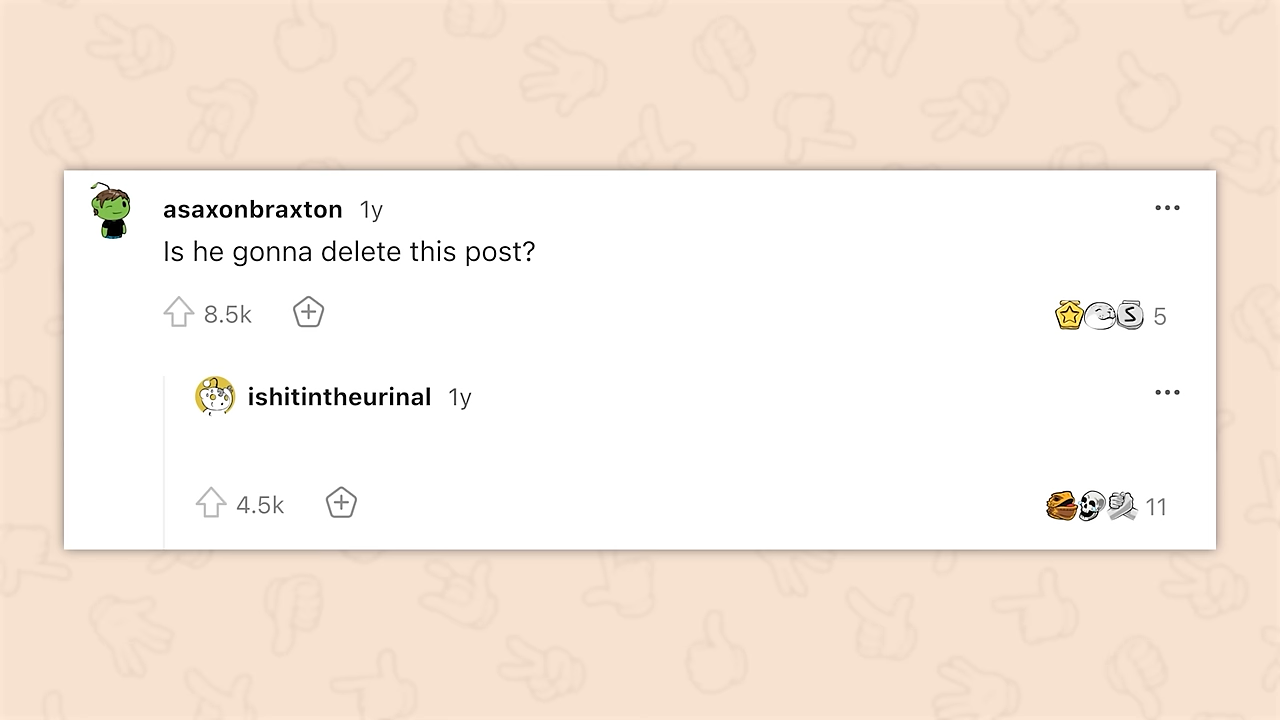 asaxonbraxton 1y
Is he gonna delete this post?
8.5k
S 5
ishitintheurinal 1y
4.5k
11